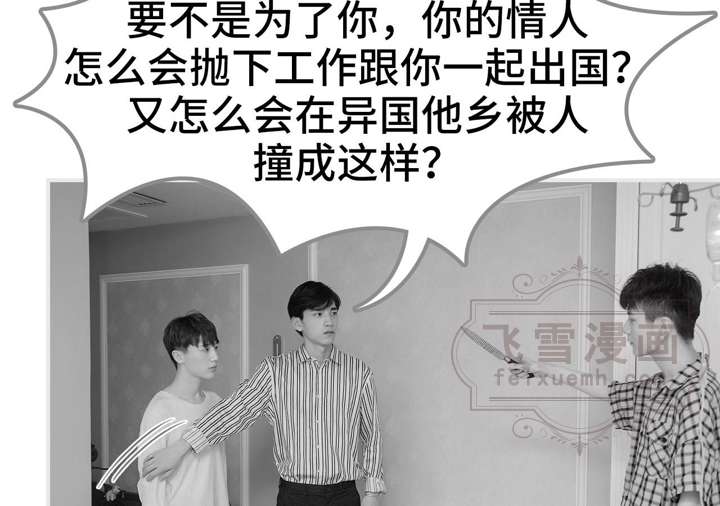 要不是为了你，你的情人
怎么会抛下工作跟你一起出国？
又怎么会在异国他乡被人
撞成这样？
飞雪漫画
feixuemh.com